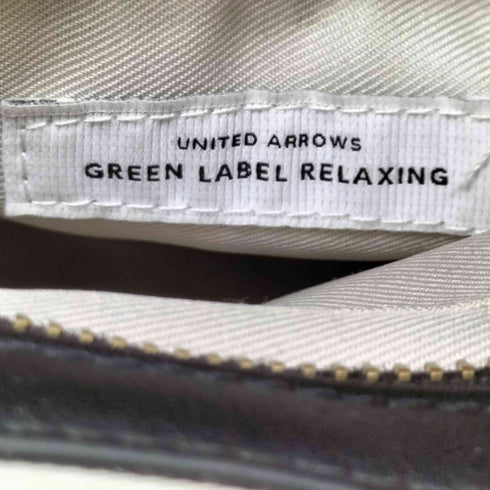 UNITED ARROWS
GREEN LABEL RELAXING